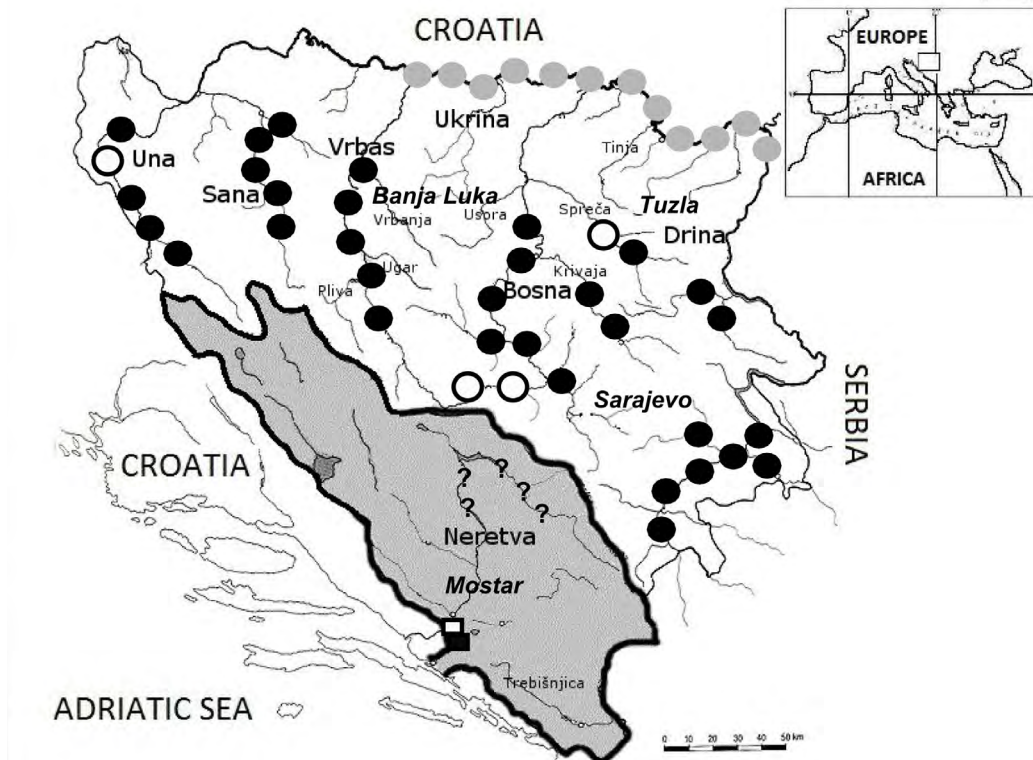 CROATIA
EUROPE
AFRICA
Ukrina
Tinja
Una
Vrbas
Sana
Banja Luka
Tuzla
Vrbanja
Usora
Spreča
Drina
Ugar
Krivaja
Pliva
Bosna
Sarajevo
SERBIA
CROATIA
?
?
?
?
?
Neretva
Mostar
Trebišnjica
ADRIATIC SEA
0 10 20 30 40 50 km